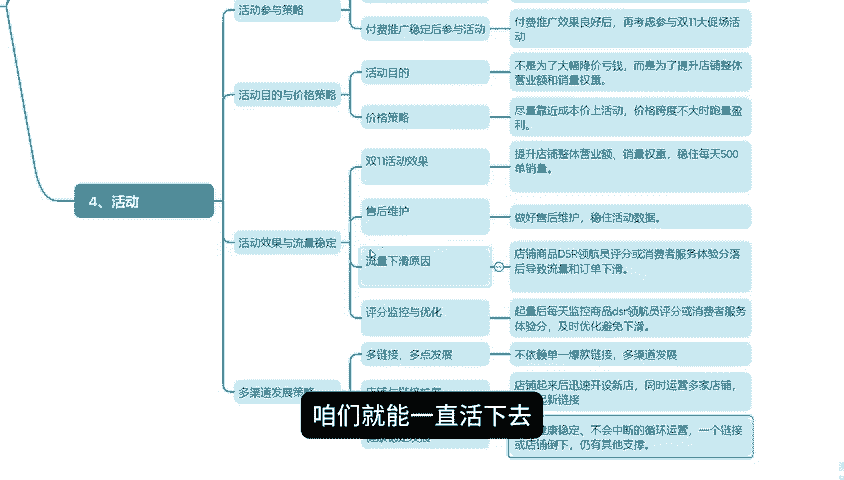 活动参与策略
付费推广稳定后参与活动
付费推广效果良好后，再考虑参与双11大促场活
动
活动目的与价格策略
活动目的
不是为了大幅降价亏钱，而是为了提升店铺整体
营业额和销量权重。
价格策略
尽量靠近成本价上活动，价格跨度不大时跑量盈
利。
4、活动
活动效果与流量稳定
双11活动效果
提升店铺整体营业额、销量权重，稳住每天500
单销量。
售后维护
做好售后维护，稳住活动数据。
流量下滑原因
店铺商品DSR领航员评分或消费者服务体验分落
后导致流量和订单下滑。
评分监控与优化
起量后每天监控商品dsr领航员评分或消费者服务
体验分，及时优化避免下滑。
多渠道发展策略
多链接，多点发展
不依赖单一爆款链接，多渠道发展
店铺起来后迅速开设新店，同时运营多家店铺，
起新链接
健康稳定、不会中断的循环运营，一个链接
或店铺倒下，仍有其他支撑。
咱们就能一直活下去